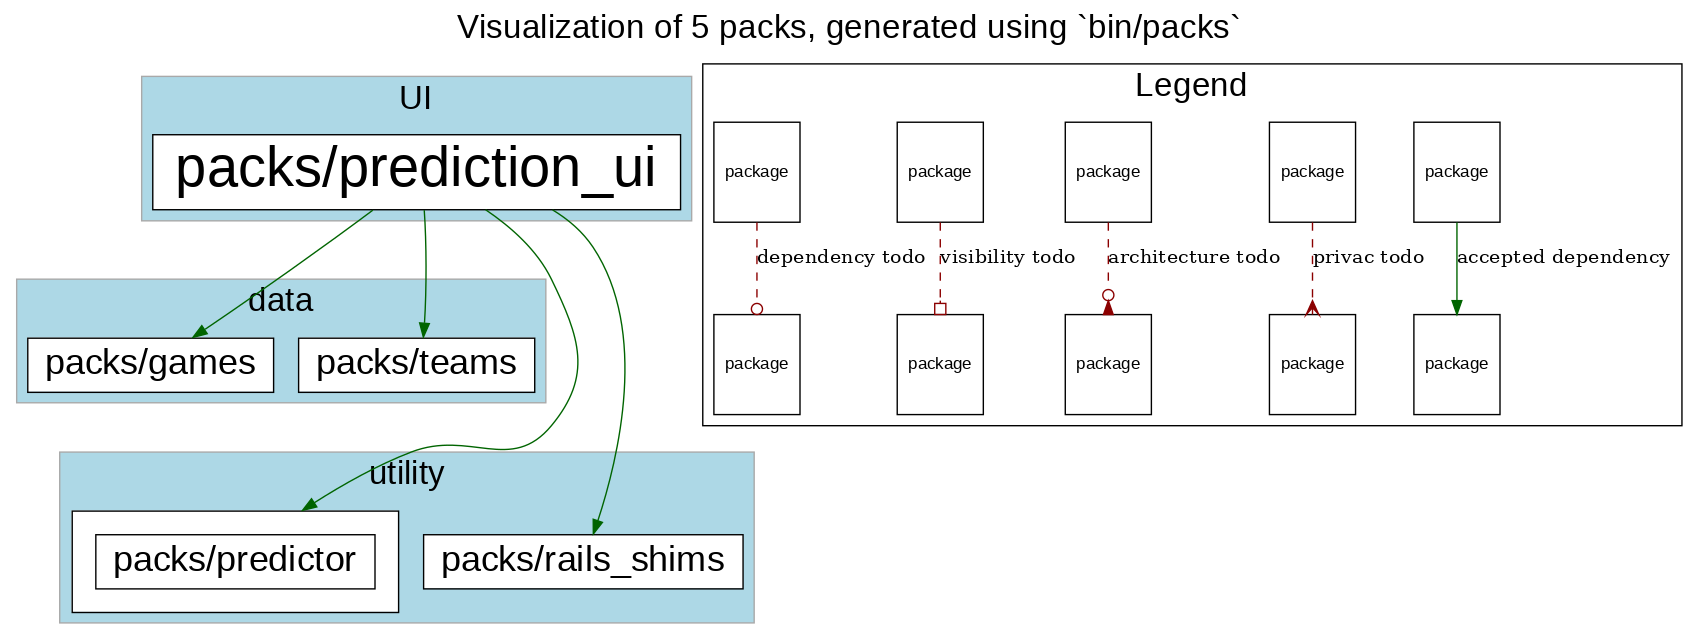 Visualization of 5 packs, generated using `bin/packs`
UI
packs/prediction_ui
data
packs/games
packs/teams
utility
packs/predictor
packs/rails_shims
Legend
package
package
package
package
package
dependency todo
visibility todo
architecture todo
privac todo
accepted dependency
package
package
package
package
package